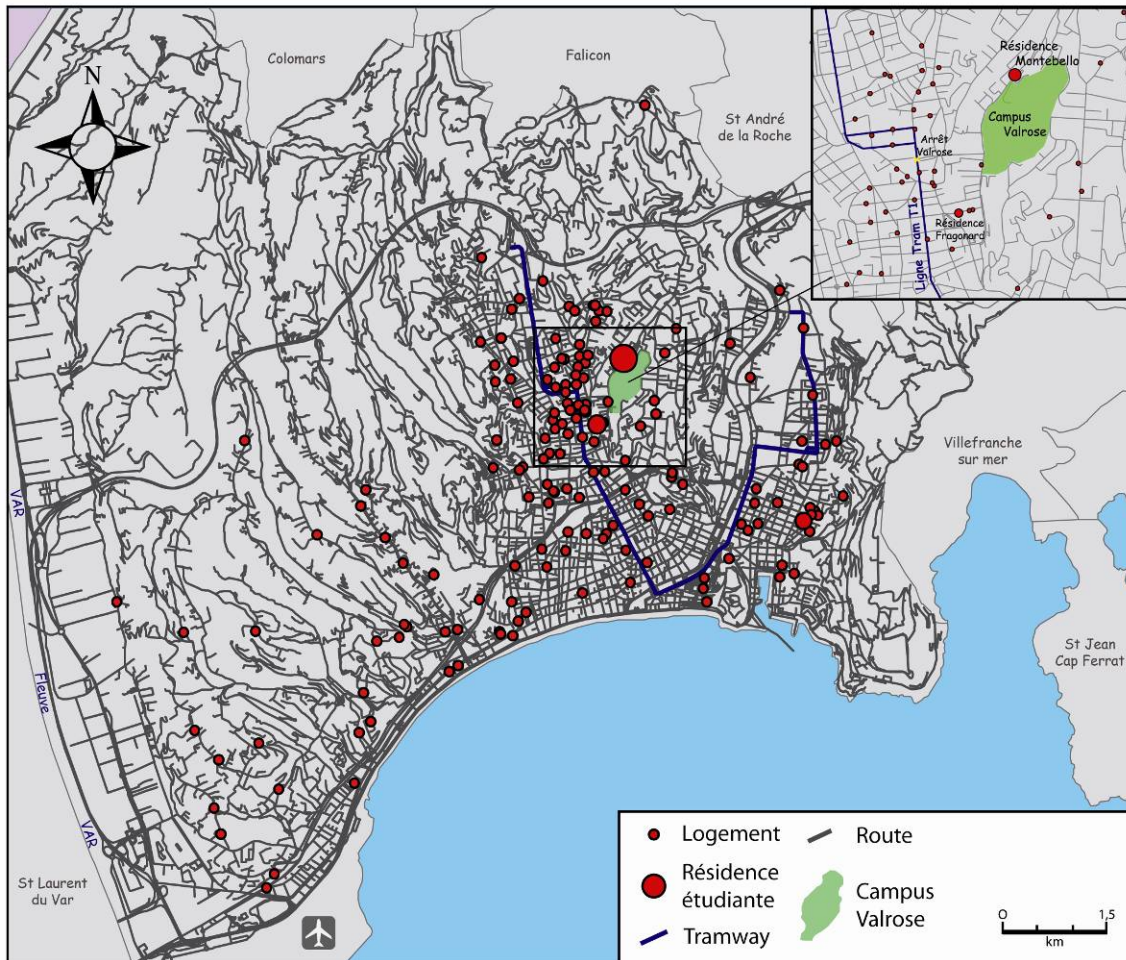 N
Colomars
Falicon
St André
de la Roche
Résidence
Montebello
Campus
Valrose
Arrêt
Valrose
Résidence
Fragonard
Ligne Tram T1
Villefranche
sur mer
St Jean
Cap Ferrat
VAR
Fleuve
VAR
St Laurent
du Var
Logement
Route
Résidence
étudiante
Campus
Valrose
Tramway
0 1,5
km